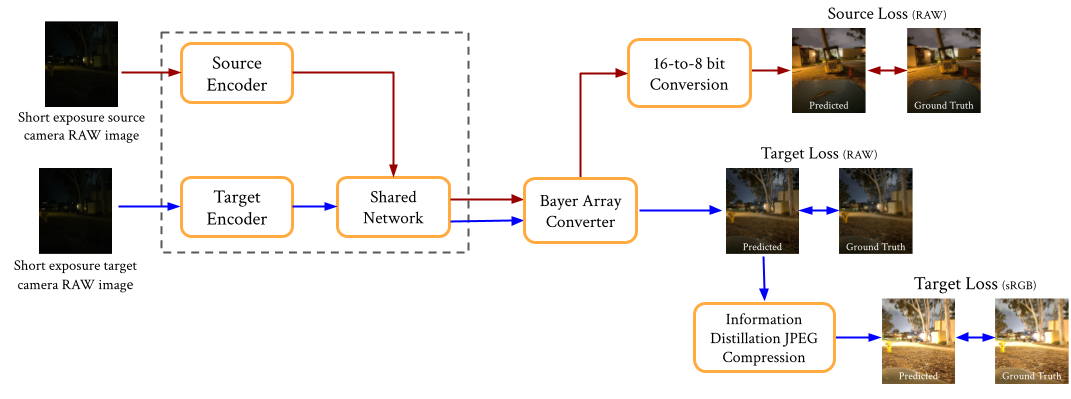 Source Loss (RAW)
Short exposure source
camera RAW image
Source
Encoder
16-to-8 bit
Conversion
Predicted
Ground Truth
Target Loss (RAW)
Short exposure target
camera RAW image
Target
Encoder
Shared
Network
Bayer Array
Converter
Predicted
Ground Truth
Target Loss (sRGB)
Information
Distillation JPEG
Compression
Predicted
Ground Truth